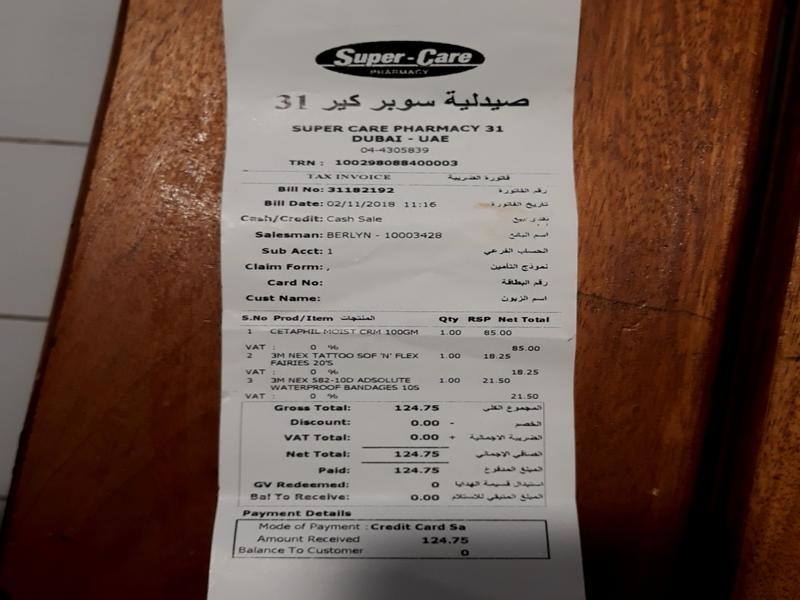 Super-Care
PHARMACY
صيدلية سوبر كير 31
SUPER CARE PHARMACY 31
DUBAI - UAE
04-4305839
TRN : 100298088400003
TAX INVOICE فاتورة الضريبة
Bill No: 31182192 رقم الفاتورة
Bill Date: 02/11/2018 11:16 تاريخ الفاتورة
Cash/Credit: Cash Sale نقدى بيع
Salesman: BERLYN - 10003428 اسم البائع
Sub Acct: 1 الحساب الفرعي
Claim Form: , نموذج التأمين
Card No: رقم البطاقة
Cust Name: اسم الزبون
S.No Prod/Item المنتجات Qty RSP Net Total
1 CETAPHIL MOIST CRM 100GM 1.00 85.00
VAT : 0 % 85.00
2 3M NEX TATTOO SOF 'N' FLEX 1.00 18.25
FAIRIES 20'S
VAT : 0 % 18.25
3 3M NEX 582-10D ADSOLUTE 1.00 21.50
WATERPROOF BANDAGES 10S
VAT : 0 % 21.50
Gross Total: 124.75 المجموع الكلى
Discount: 0.00 - الخصم
VAT Total: 0.00 + الضريبة الاجمالية
Net Total: 124.75 الصافي الاجمالي
Paid: 124.75 المبلغ المدفوع
GV Redeemed: 0 استبدال قسيمة الهدايا
Bal To Receive: 0.00 المبلغ المتبقي للاستلام
Payment Details
Mode of Payment : Credit Card Sa
Amount Received 124.75
Balance To Customer 0